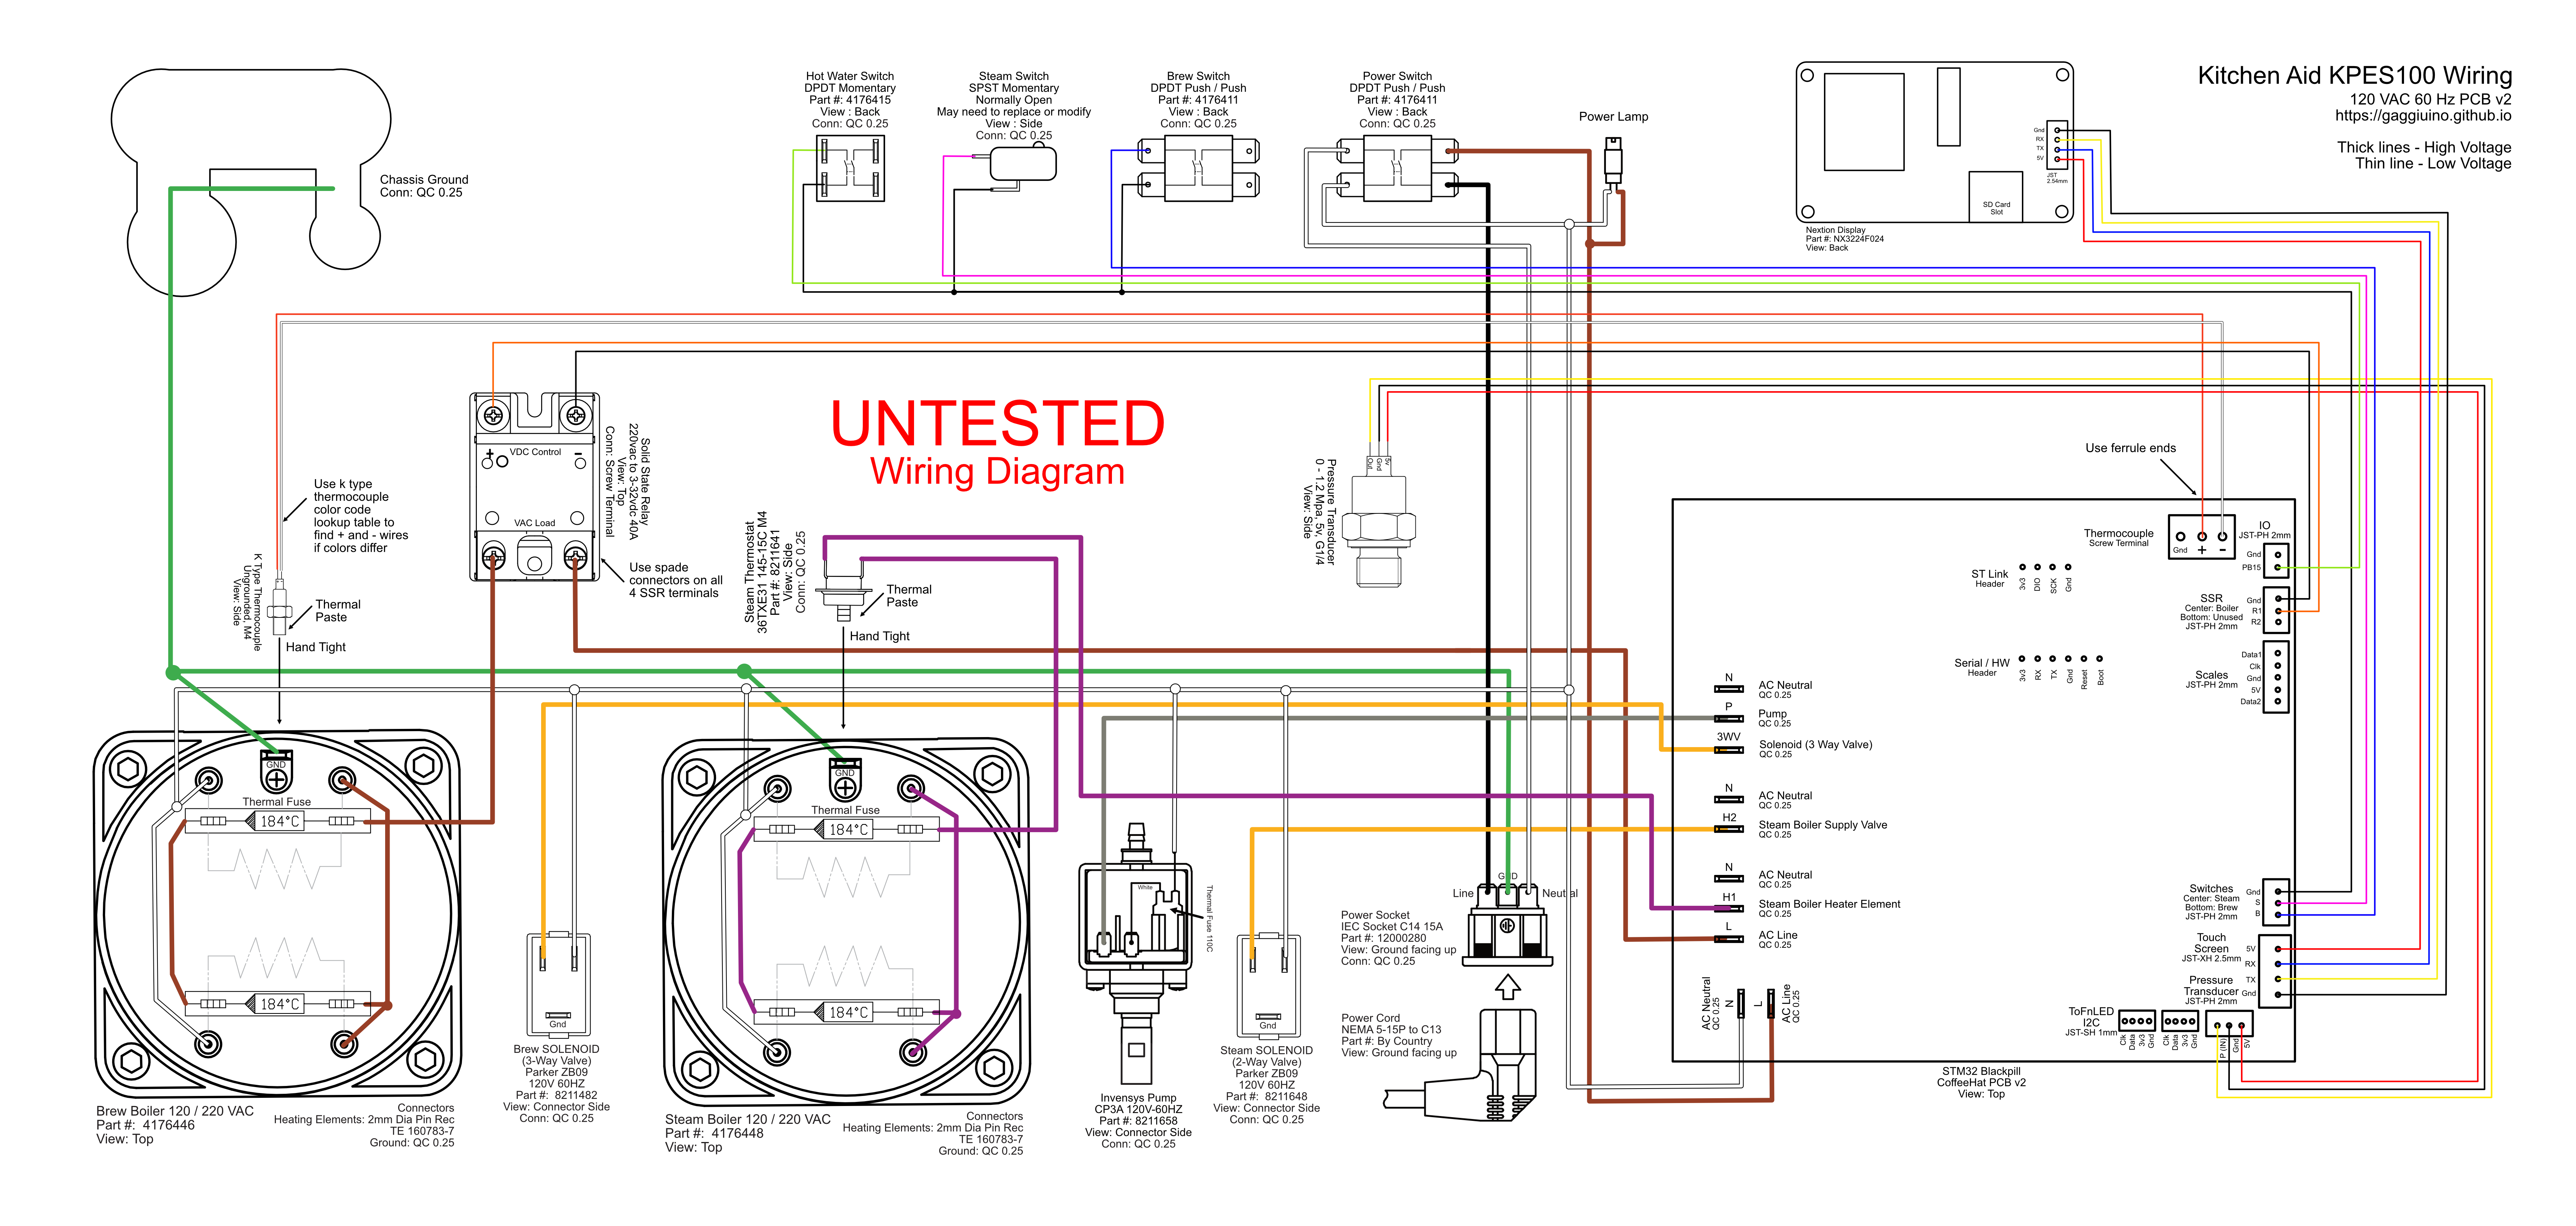 Kitchen Aid KPES100 Wiring
120 VAC 60 Hz PCB v2
https://gaggiuino.github.io
Thick lines - High Voltage
Thin line - Low Voltage
Hot Water Switch
DPDT Momentary
Part #: 4176415
View : Back
Conn: QC 0.25
Steam Switch
SPST Momentary
Normally Open
May need to replace or modify
View : Side
Conn: QC 0.25
Brew Switch
DPDT Push / Push
Part #: 4176411
View : Back
Conn: QC 0.25
Power Switch
DPDT Push / Push
Part #: 4176411
View : Back
Conn: QC 0.25
Power Lamp
Gnd
RX
TX
5V
JST
2.54mm
SD Card
Slot
Nextion Display
Part #: NX3224F024
View: Back
Chassis Ground
Conn: QC 0.25
UNTESTED
Wiring Diagram
+
VDC Control
-
VAC Load
Solid State Relay
220vac to 3-32vdc 40A
View: Top
Conn: Screw Terminal
Use spade
connectors on all
4 SSR terminals
Use k type
thermocouple
color code
lookup table to
find + and - wires
if colors differ
K Type Thermocouple
Ungrounded, M4
View: Side
Thermal
Paste
Hand Tight
Steam Thermostat
36TXE31 145-15C M4
Part #: 8211641
View: Side
Conn: QC 0.25
Thermal
Paste
Hand Tight
Out
Gnd
5v
Pressure Transducer
0 - 1.2 Mpa, 5v, G1/4
View: Side
Use ferrule ends
Thermocouple
Screw Terminal
Gnd
+
-
IO
JST-PH 2mm
Gnd
PB15
ST Link
Header
3v3
DIO
SCK
Gnd
SSR
Center: Boiler
Bottom: Unused
JST-PH 2mm
Gnd
R1
R2
Serial / HW
Header
3v3
RX
TX
Gnd
Reset
Boot
Scales
JST-PH 2mm
Data1
Clk
Gnd
5V
Data2
N
AC Neutral
QC 0.25
P
Pump
QC 0.25
3WV
Solenoid (3 Way Valve)
QC 0.25
N
AC Neutral
QC 0.25
H2
Steam Boiler Supply Valve
QC 0.25
N
AC Neutral
QC 0.25
H1
Steam Boiler Heater Element
QC 0.25
L
AC Line
QC 0.25
AC Neutral
QC 0.25
N
L
AC Line
QC 0.25
Switches
Center: Steam
Bottom: Brew
JST-PH 2mm
Gnd
S
B
Touch
Screen
JST-XH 2.5mm
5V
RX
TX
Gnd
Pressure
Transducer
JST-PH 2mm
ToFnLED
I2C
JST-SH 1mm
Clk
Data
3v3
Gnd
Clk
Data
3v3
Gnd
P (IN)
Gnd
5V
STM32 Blackpill
CoffeeHat PCB v2
View: Top
GND
Thermal Fuse
184°C
184°C
Brew Boiler 120 / 220 VAC
Part #: 4176446
View: Top
Connectors
Heating Elements: 2mm Dia Pin Rec
TE 160783-7
Ground: QC 0.25
Gnd
Brew SOLENOID
(3-Way Valve)
Parker ZB09
120V 60HZ
Part #: 8211482
View: Connector Side
Conn: QC 0.25
GND
Thermal Fuse
184°C
184°C
Steam Boiler 120 / 220 VAC
Part #: 4176448
View: Top
Connectors
Heating Elements: 2mm Dia Pin Rec
TE 160783-7
Ground: QC 0.25
White
Thermal Fuse 110C
Invensys Pump
CP3A 120V-60HZ
Part #: 8211658
View: Connector Side
Conn: QC 0.25
Gnd
Steam SOLENOID
(2-Way Valve)
Parker ZB09
120V 60HZ
Part #: 8211648
View: Connector Side
Conn: QC 0.25
Line
GND
Neutral
Power Socket
IEC Socket C14 15A
Part #: 12000280
View: Ground facing up
Conn: QC 0.25
Power Cord
NEMA 5-15P to C13
Part #: By Country
View: Ground facing up